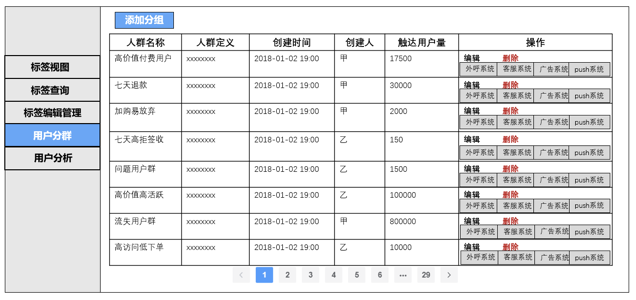 添加分组
标签视图
标签查询
标签编辑管理
用户分群
用户分析
人群名称 人群定义 创建时间 创建人 触达用户量 操作
高价值付费用户 xxxxxxxx 2018-01-02 19:00 甲 17500 编辑 删除
外呼系统 客服系统 广告系统 push系统
七天退款 xxxxxxxx 2018-01-02 19:00 甲 30000 编辑 删除
外呼系统 客服系统 广告系统 push系统
加购易放弃 xxxxxxxx 2018-01-02 19:00 甲 2000 编辑 删除
外呼系统 客服系统 广告系统 push系统
七天高拒签收 xxxxxxxx 2018-01-02 19:00 乙 150 编辑 删除
外呼系统 客服系统 广告系统 push系统
问题用户群 xxxxxxxx 2018-01-02 19:00 乙 1500 编辑 删除
外呼系统 客服系统 广告系统 push系统
高价值高活跃 xxxxxxxx 2018-01-02 19:00 乙 100000 编辑 删除
外呼系统 客服系统 广告系统 push系统
流失用户群 xxxxxxxx 2018-01-02 19:00 甲 800000 编辑 删除
外呼系统 客服系统 广告系统 push系统
高访问低下单 xxxxxxxx 2018-01-02 19:00 乙 10000 编辑 删除
外呼系统 客服系统 广告系统 push系统
< 1 2 3 4 5 6 ••• 29 >